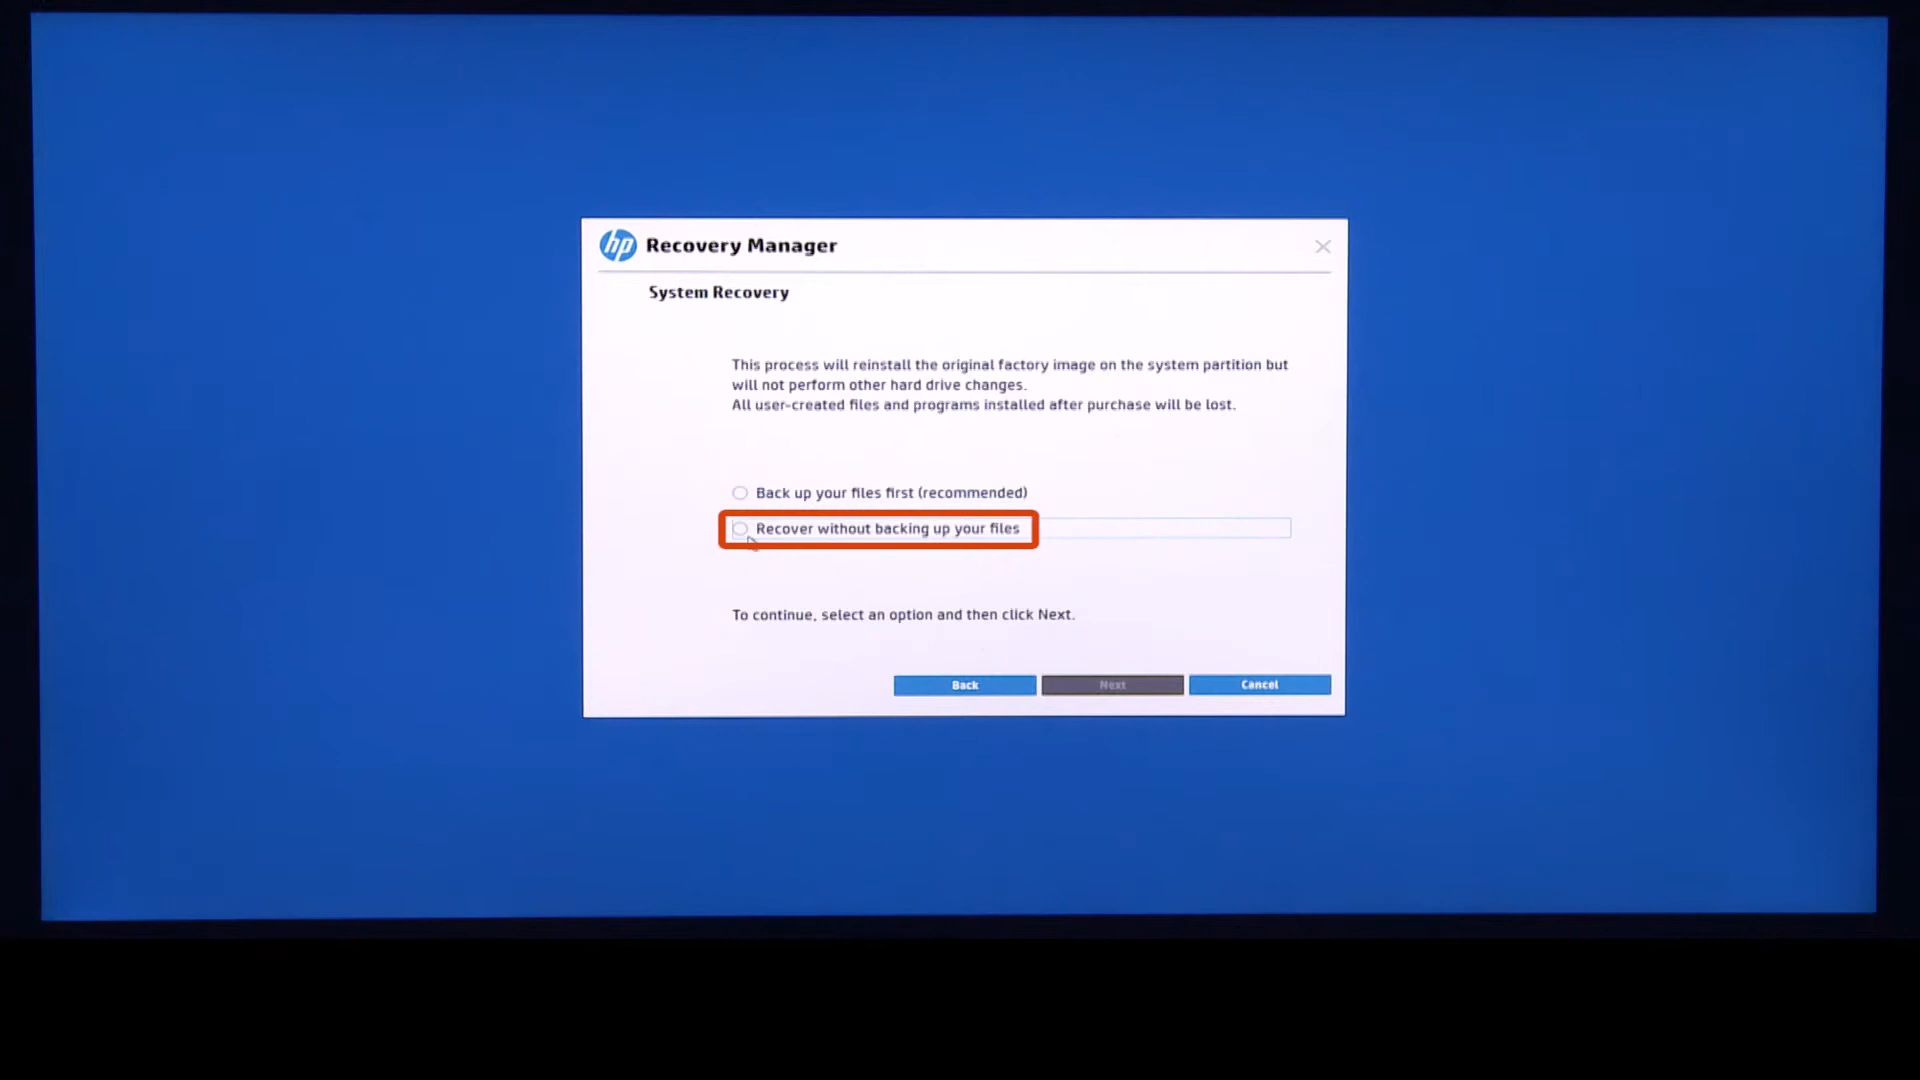 hp Recovery Manager
System Recovery
This process will reinstall the original factory image on the system partition but
will not perform other hard drive changes.
All user-created files and programs installed after purchase will be lost.
Back up your files first (recommended)
Recover without backing up your files
To continue, select an option and then click Next.
Back Next Cancel